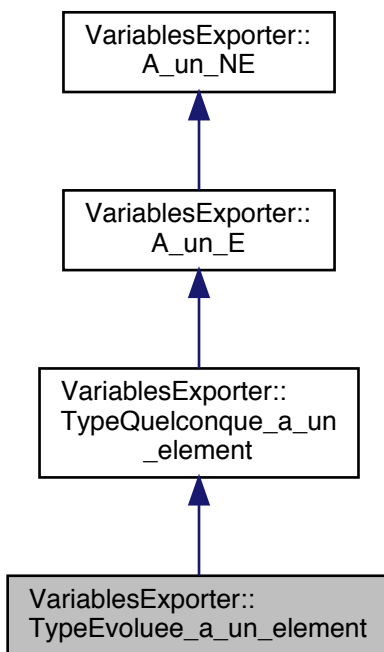 VariablesExporter::
A_un_NE
VariablesExporter::
A_un_E
VariablesExporter::
TypeQuelconque_a_un
_element
VariablesExporter::
TypeEvoluee_a_un_element